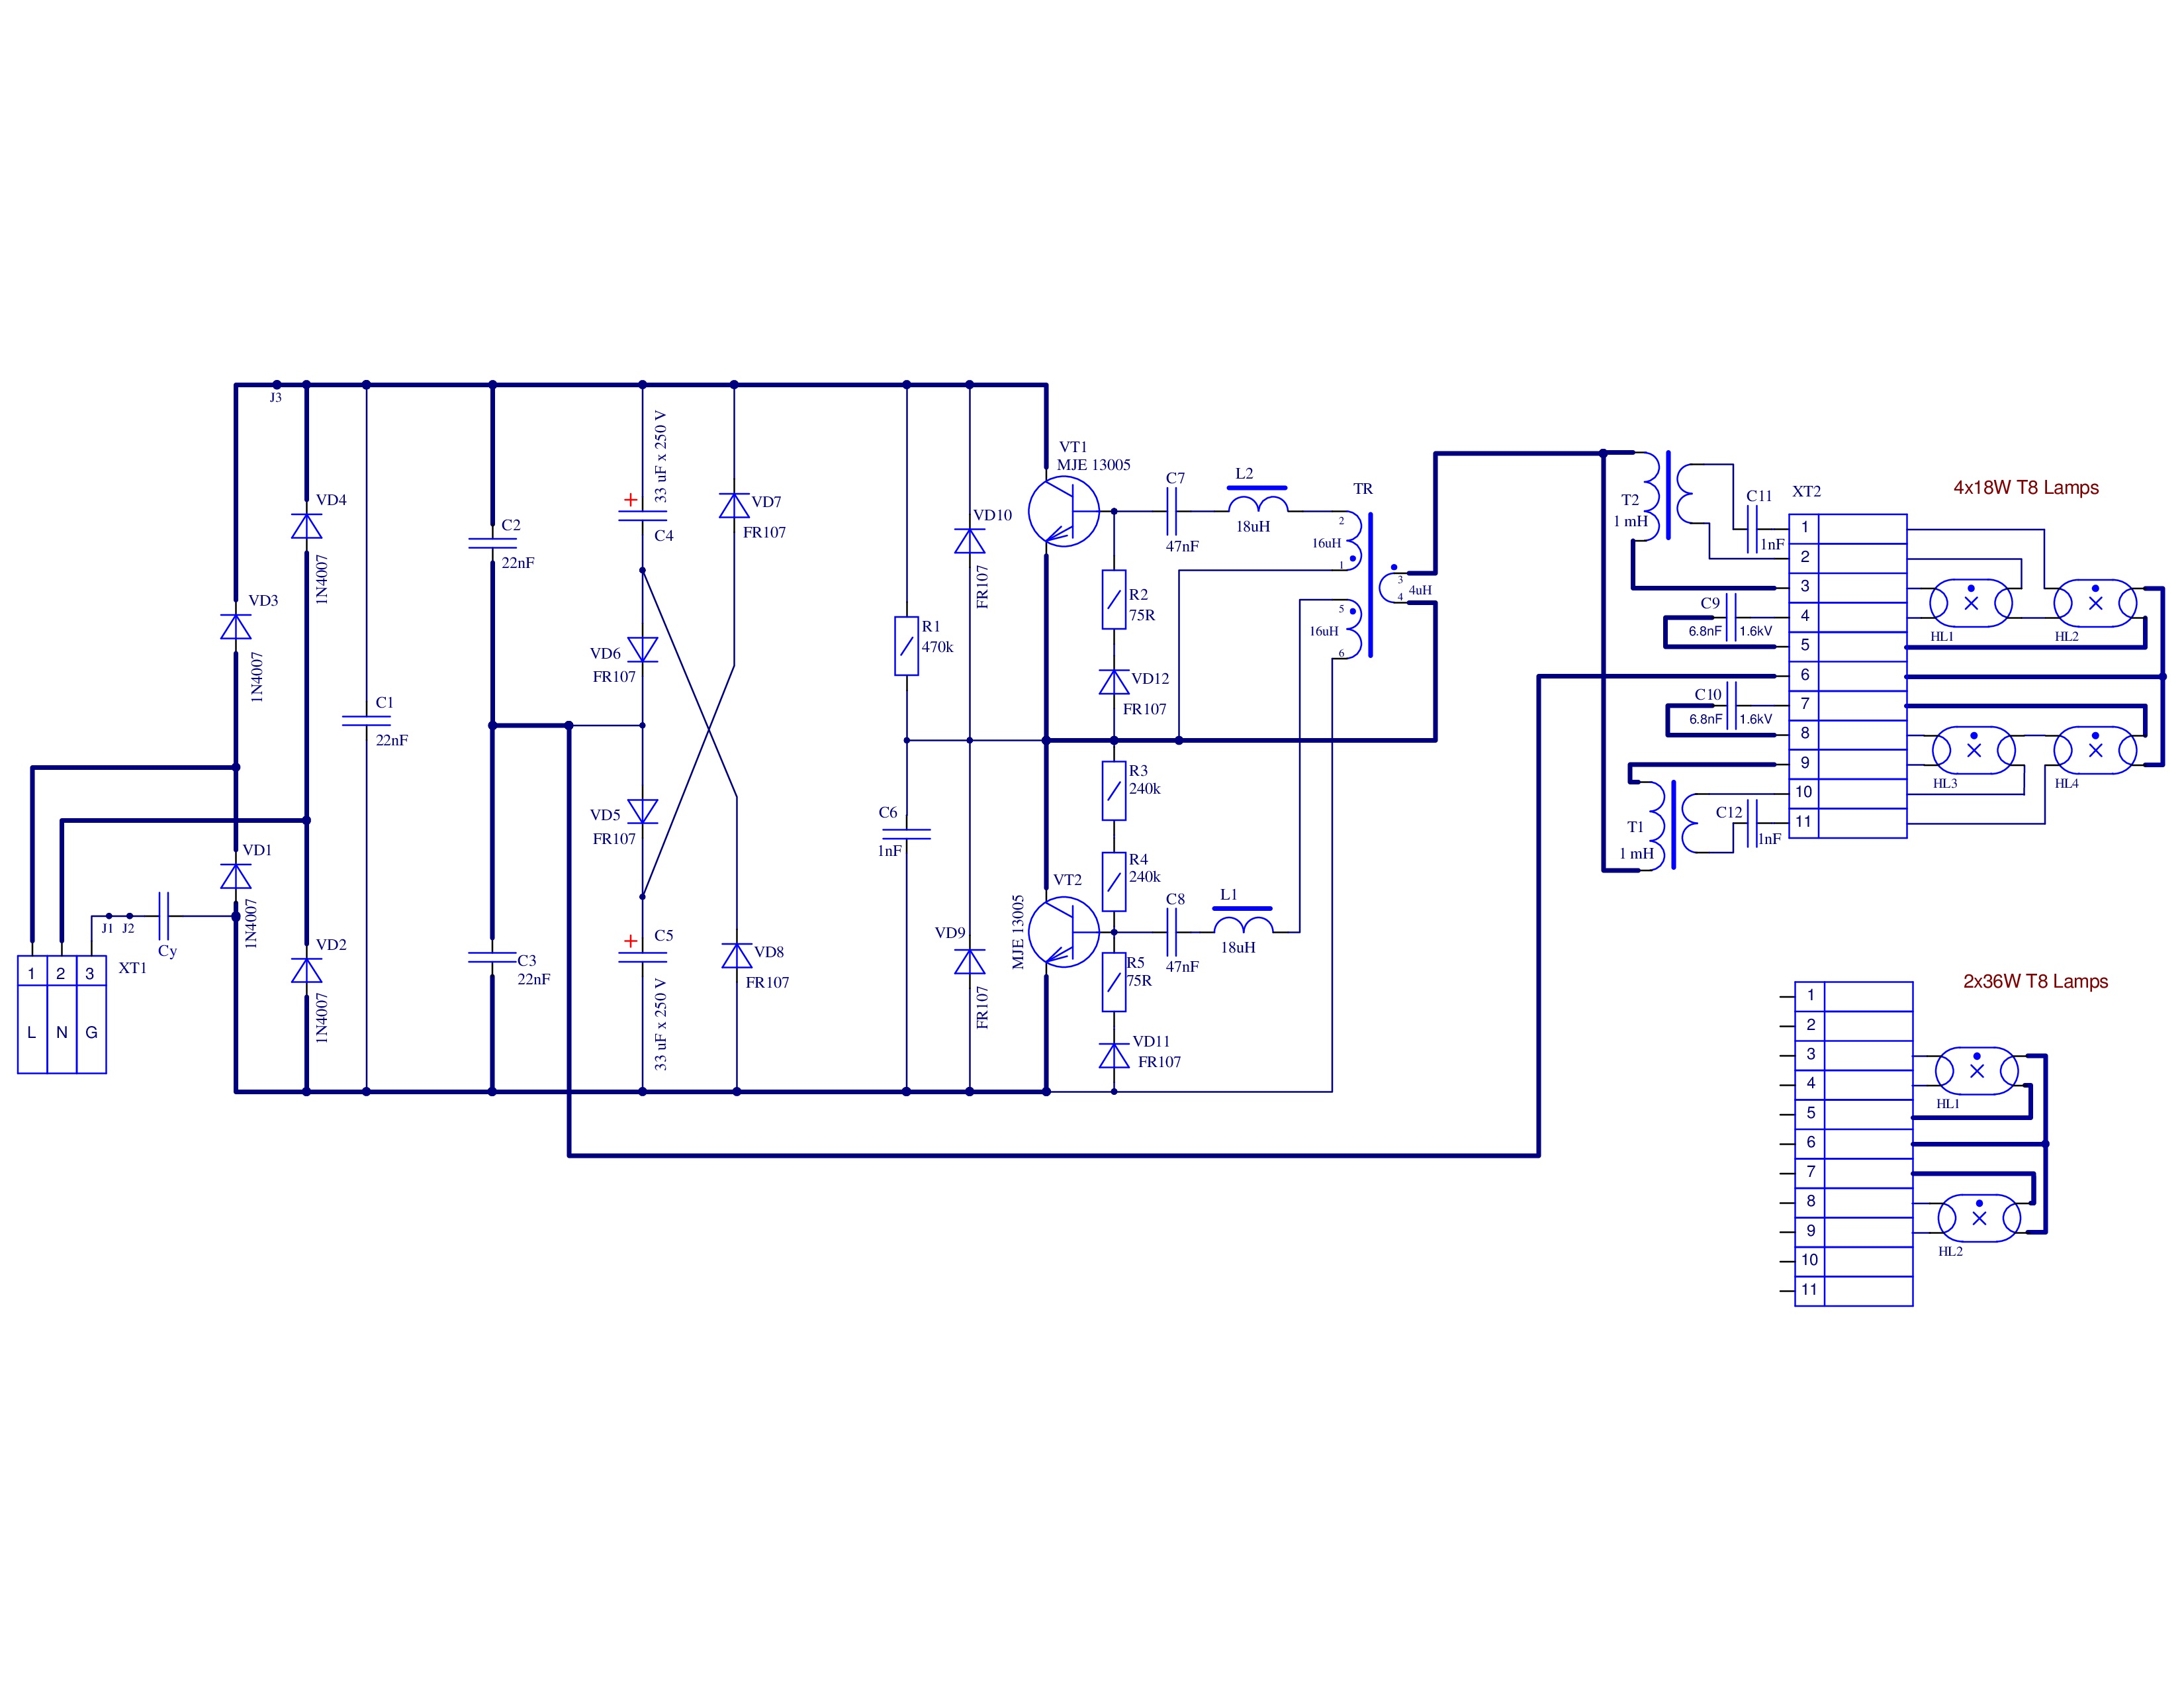 J3
VD4
1N4007
VD3
1N4007
C1
22nF
C2
22nF
33 uF x 250 V
+
C4
VD7
FR107
VD6
FR107
VD5
FR107
VD10
FR107
R1
470k
VT1
MJE 13005
C7
47nF
L2
18uH
TR
2
16uH
1
3
4uH
4
5
16uH
6
R2
75R
VD12
FR107
R3
240k
R4
240k
C6
1nF
VT2
MJE 13005
C8
47nF
L1
18uH
R5
75R
VD11
FR107
VD9
FR107
VD8
FR107
+
C5
33 uF x 250 V
C3
22nF
VD1
1N4007
VD2
1N4007
J1 J2
Cy
XT1
1 2 3
L N G
T2
1 mH
C11
1nF
XT2
4x18W T8 Lamps
1
2
3
4
5
6
7
8
9
10
11
C9
6.8nF 1.6kV
C10
6.8nF 1.6kV
HL1
HL2
HL3
HL4
T1
1 mH
C12
1nF
2x36W T8 Lamps
1
2
3
4
5
6
7
8
9
10
11
HL1
HL2